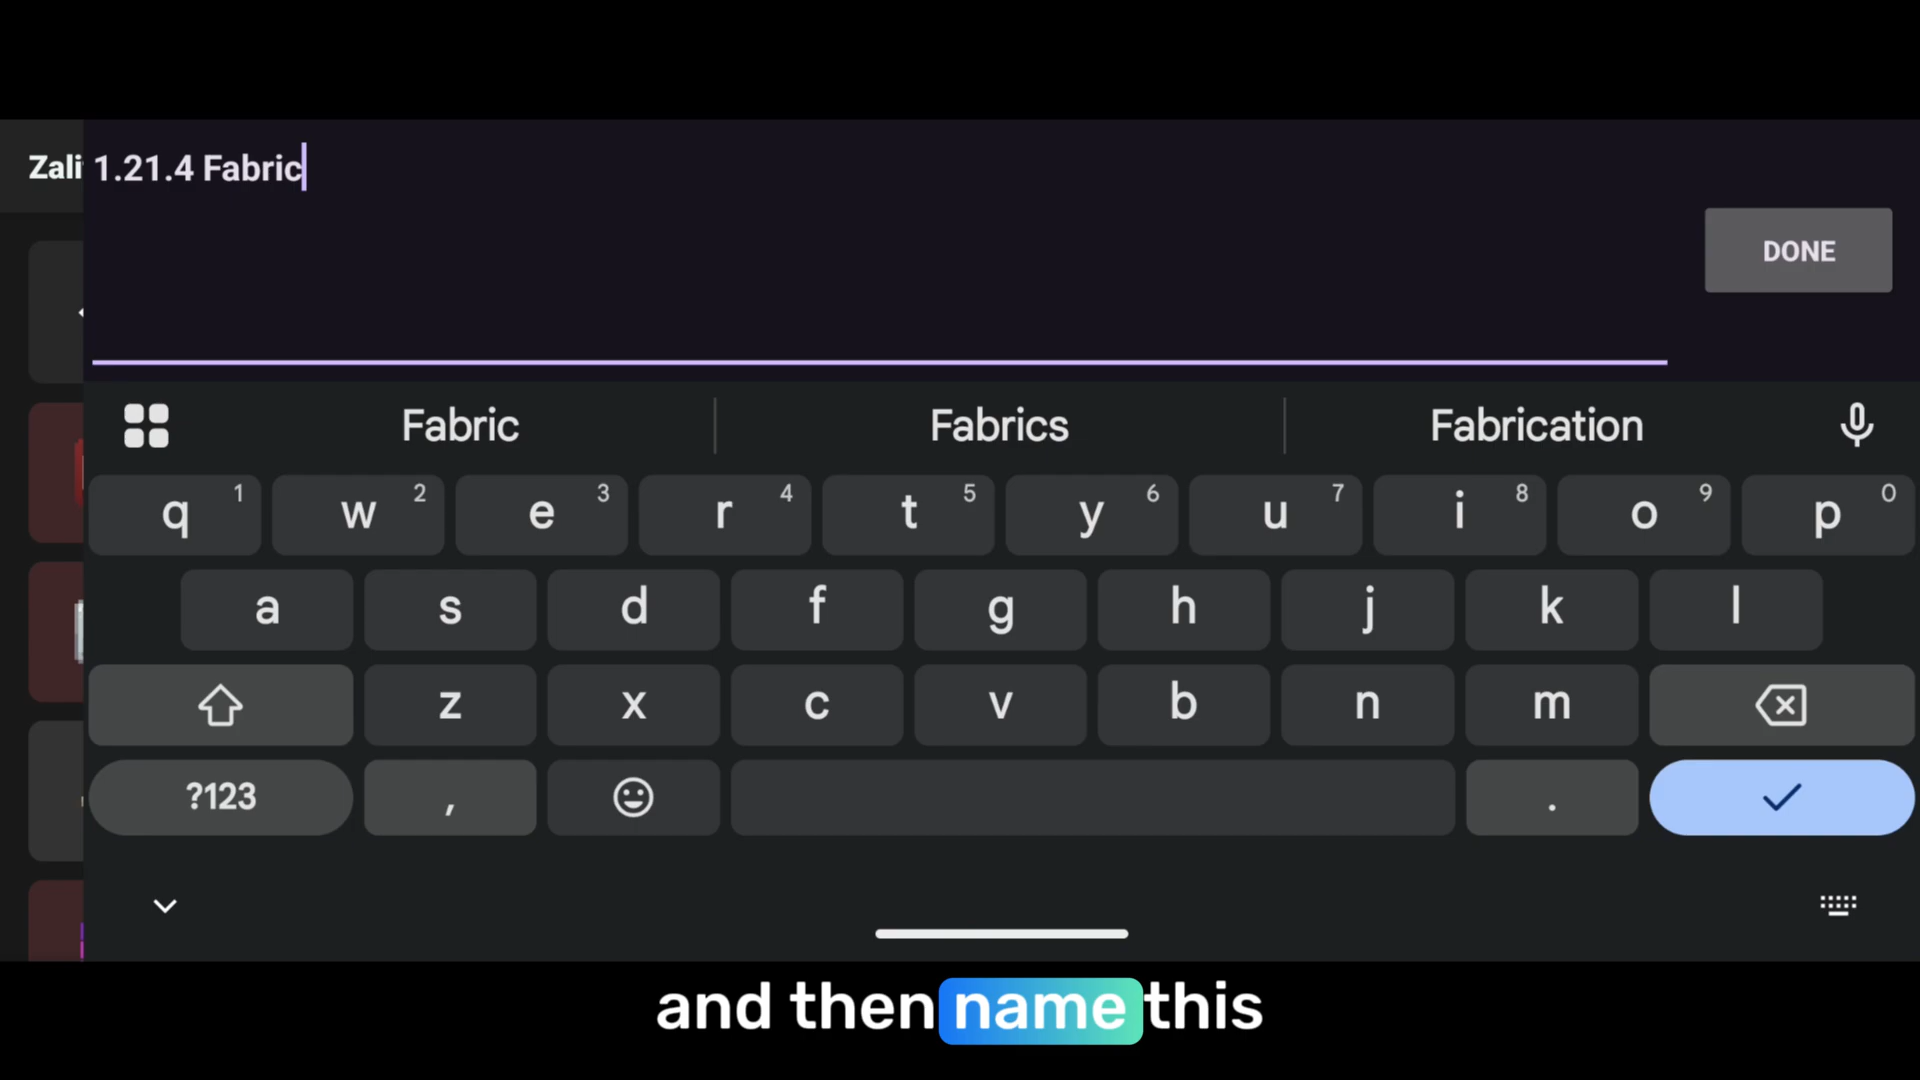 Zali
1.21.4 Fabric
DONE
Fabric Fabrics Fabrication
q 1 w 2 e 3 r 4 t 5 y 6 u 7 i 8 o 9 p 0
a s d f g h j k l
z x c v b n m
?123 , .
and then name this